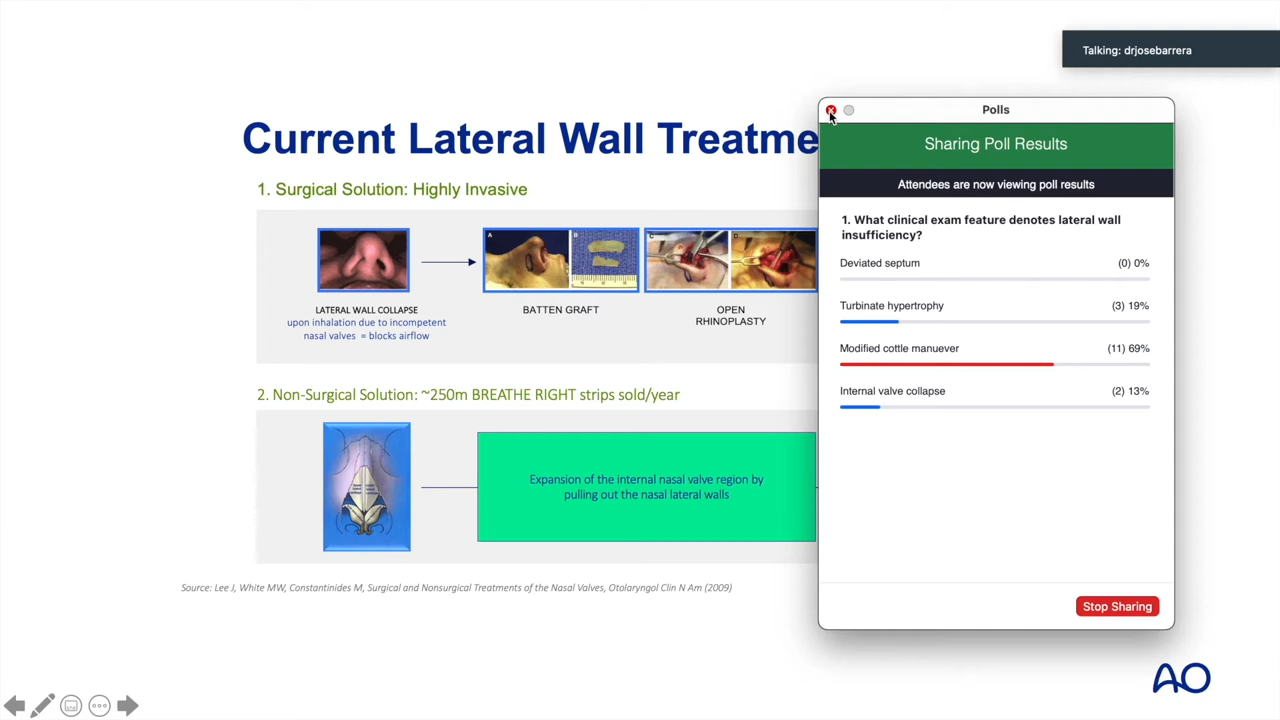 Talking: drjosebarrera
Current Lateral Wall Treatme
1. Surgical Solution: Highly Invasive
A
B
C
D
LATERAL WALL COLLAPSE
upon inhalation due to incompetent
nasal valves = blocks airflow
BATTEN GRAFT
OPEN
RHINOPLASTY
2. Non-Surgical Solution: ~250m BREATHE RIGHT strips sold/year
Expansion of the internal nasal valve region by
pulling out the nasal lateral walls
Source: Lee J, White MW, Constantinides M, Surgical and Nonsurgical Treatments of the Nasal Valves, Otolaryngol Clin N Am (2009)
Polls
Sharing Poll Results
Attendees are now viewing poll results
1. What clinical exam feature denotes lateral wall
insufficiency?
Deviated septum (0) 0%
Turbinate hypertrophy (3) 19%
Modified cottle manuever (11) 69%
Internal valve collapse (2) 13%
Stop Sharing
AO